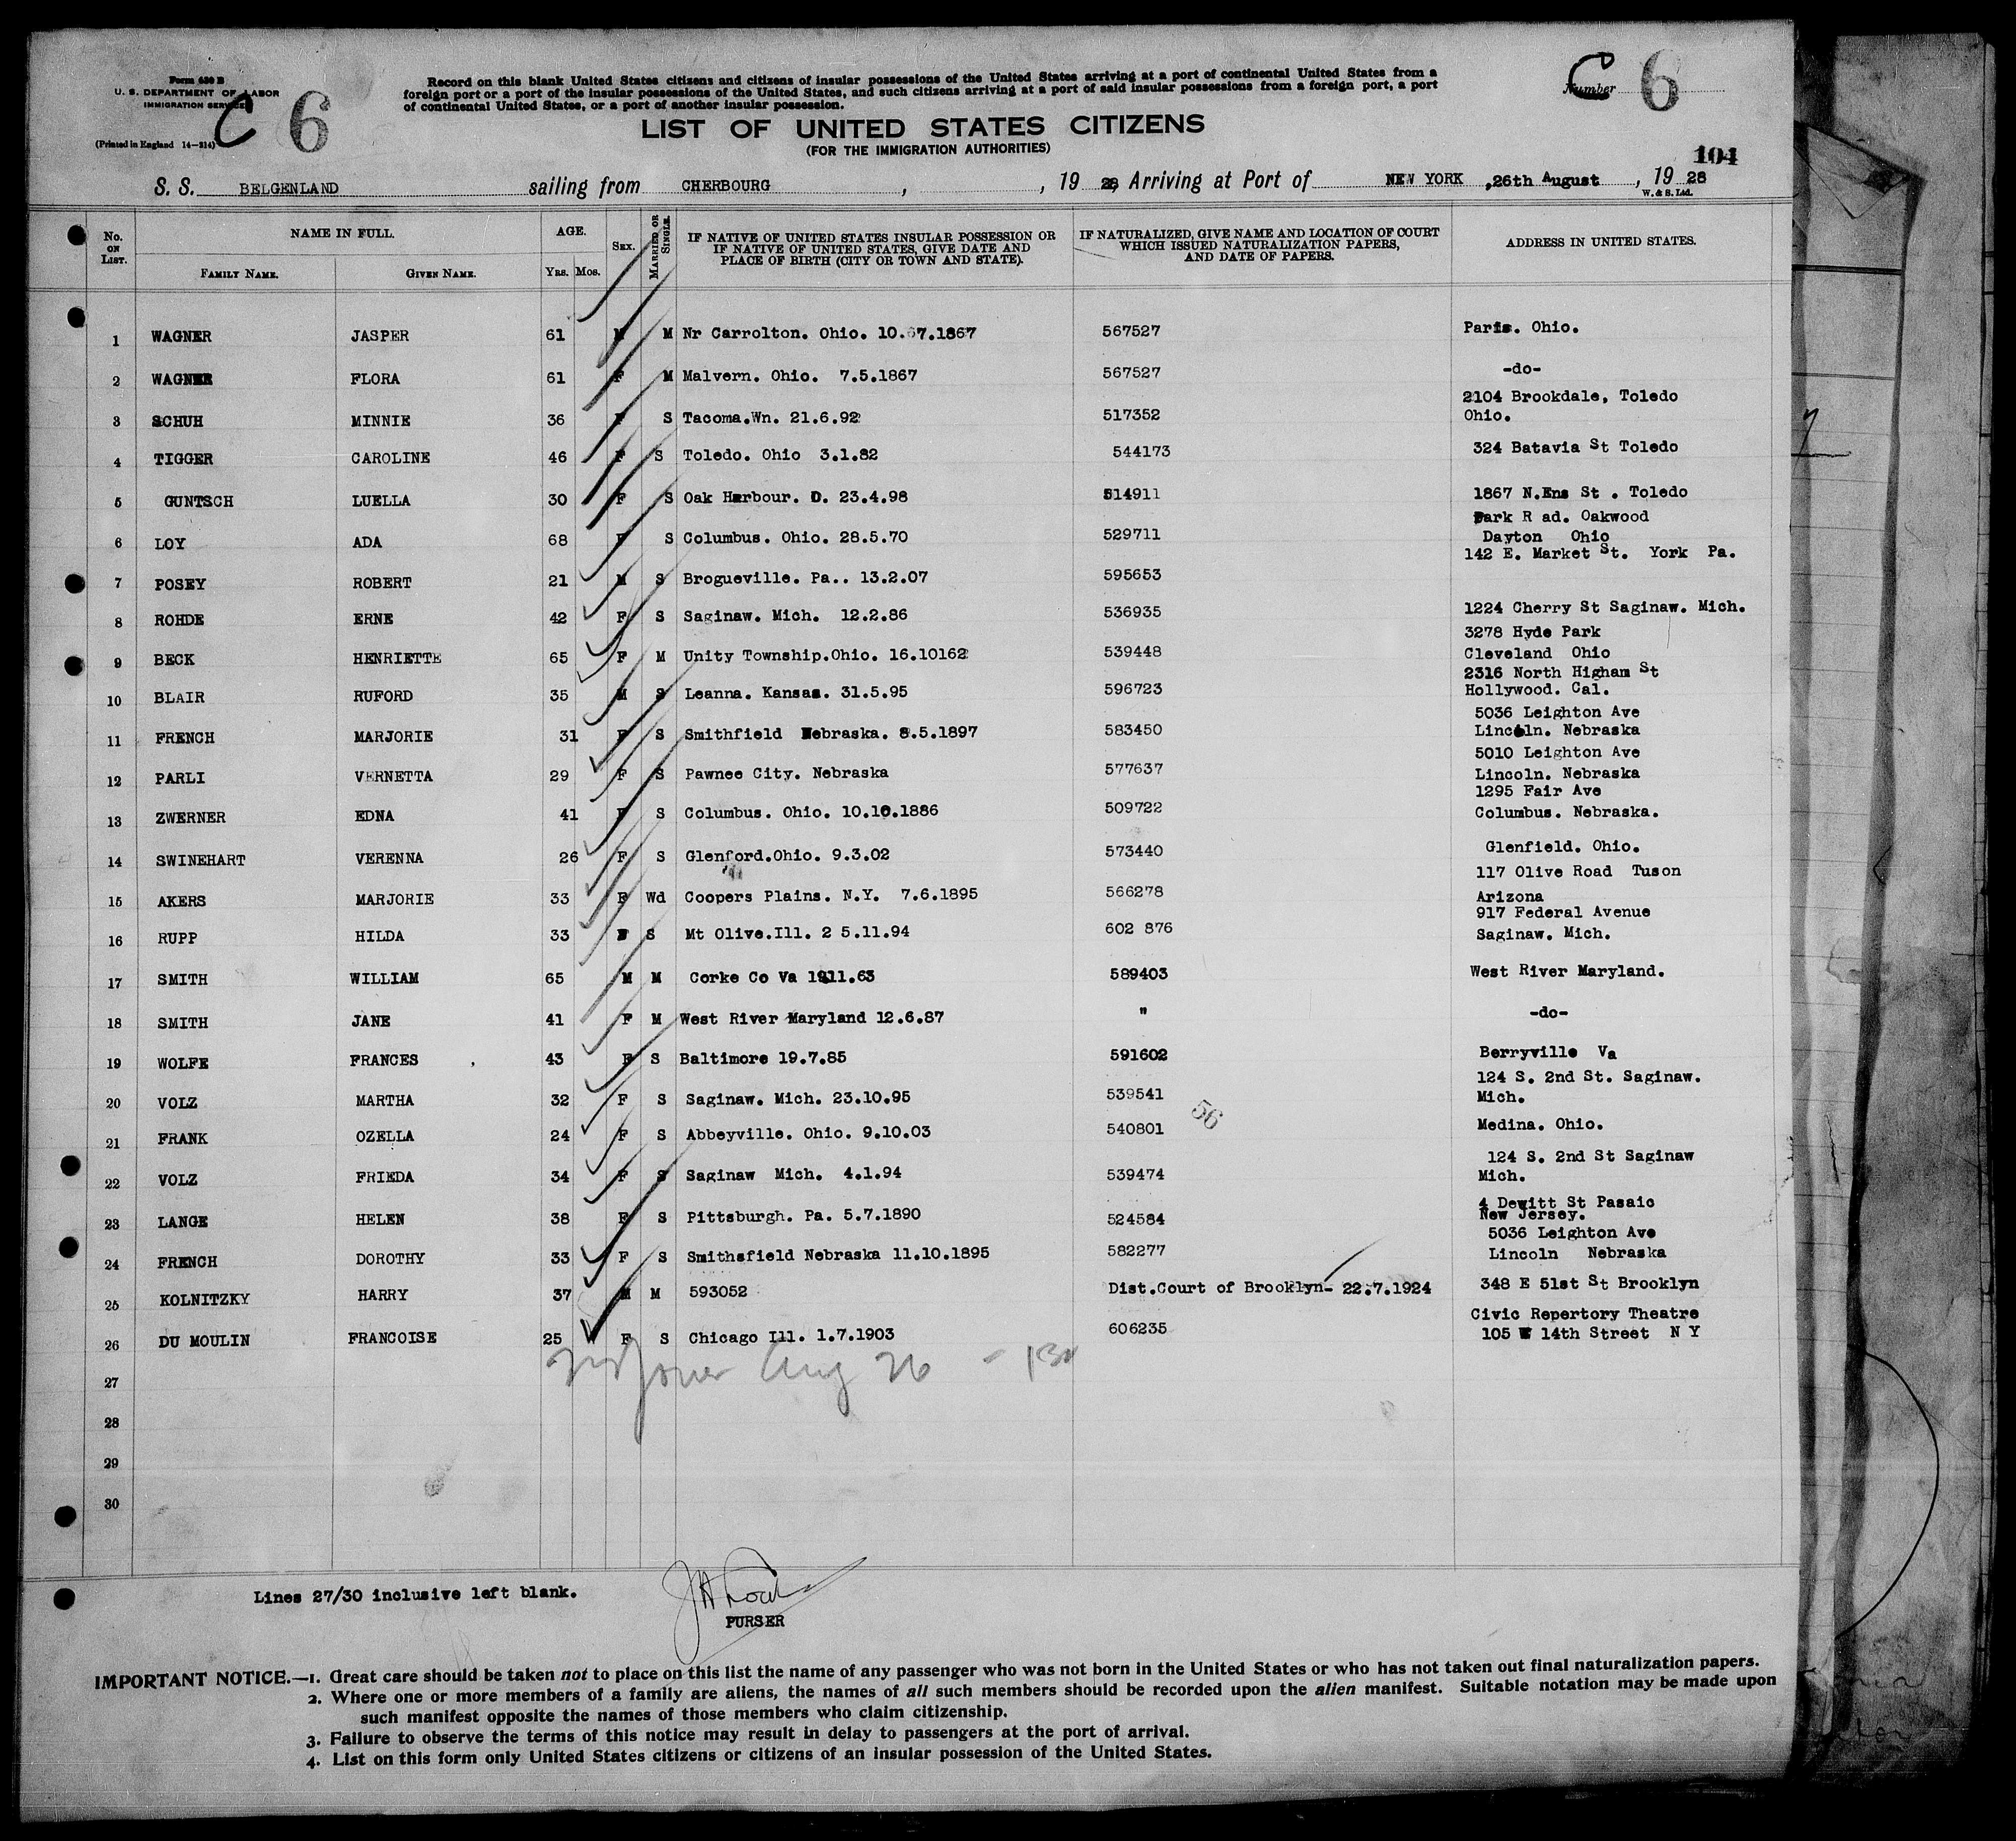 Form 630 B
U. S. DEPARTMENT OF LABOR
IMMIGRATION SERVICE
(Printed in England 14—214)
C 6
Record on this blank United States citizens and citizens of insular possessions of the United States arriving at a port of continental United States from a
foreign port or a port of the insular possessions of the United States, and such citizens arriving at a port of said insular possessions from a foreign port, a port
of continental United States, or a port of another insular possession.
LIST OF UNITED STATES CITIZENS
(FOR THE IMMIGRATION AUTHORITIES)
Number C 6
104
S. S. BELGENLAND sailing from CHERBOURG , , 19 28, Arriving at Port of NEW YORK ,26th August , 19 28
W. & S. Ltd.
No. ON LIST. NAME IN FULL. AGE. SEX. MARRIED OR SINGLE. IF NATIVE OF UNITED STATES INSULAR POSSESSION OR IF NATIVE OF UNITED STATES, GIVE DATE AND PLACE OF BIRTH (CITY OR TOWN AND STATE). IF NATURALIZED, GIVE NAME AND LOCATION OF COURT WHICH ISSUED NATURALIZATION PAPERS, AND DATE OF PAPERS. ADDRESS IN UNITED STATES.
FAMILY NAME. GIVEN NAME. YRS. MOS.
1 WAGNER JASPER 61 M M Nr Carrolton. Ohio. 10.67.1867 567527 Paris. Ohio.
2 WAGNER FLORA 61 F M Malvern. Ohio. 7.5.1867 567527 -do-
3 SCHUH MINNIE 36 F S Tacoma.Wn. 21.6.92 517352 2104 Brookdale, Toledo Ohio.
4 TIGGER CAROLINE 46 F S Toledo. Ohio 3.1.82 544173 324 Batavia St Toledo
5 GUNTSCH LUELLA 30 F S Oak Harbour. O. 23.4.98 514911 1867 N.Ens St . Toledo
6 LOY ADA 68 F S Columbus. Ohio. 28.5.70 529711 Park R ad. Oakwood Dayton Ohio
7 POSEY ROBERT 21 M S Brogueville. Pa.. 13.2.07 595653 142 E. Market St. York Pa.
8 ROHDE ERNE 42 F S Saginaw. Mich. 12.2.86 536935 1224 Cherry St Saginaw. Mich.
9 BECK HENRIETTE 65 F M Unity Township.Ohio. 16.10162 539448 3278 Hyde Park Cleveland Ohio
10 BLAIR RUFORD 35 M S Leanna. Kansas. 31.5.95 596723 2316 North Higham St Hollywood. Cal.
11 FRENCH MARJORIE 31 F S Smithfield Nebraska. 8.5.1897 583450 5036 Leighton Ave Lincoln. Nebraska
12 PARLI VERNETTA 29 F S Pawnee City. Nebraska 577637 5010 Leighton Ave Lincoln. Nebraska
13 ZWERNER EDNA 41 F S Columbus. Ohio. 10.10.1886 509722 1295 Fair Ave Columbus. Nebraska.
14 SWINEHART VERENNA 26 F S Glenford.Ohio. 9.3.02 573440 Glenfield. Ohio.
15 AKERS MARJORIE 33 F Wd Coopers Plains. N.Y. 7.6.1895 566278 117 Olive Road Tuson Arizona
16 RUPP HILDA 33 F S Mt Olive.Ill. 2 5.11.94 602 876 917 Federal Avenue Saginaw. Mich.
17 SMITH WILLIAM 65 M M Corke Co Va 1911.63 589403 West River Maryland.
18 SMITH JANE 41 F M West River Maryland 12.6.87 " -do-
19 WOLFE FRANCES 43 F S Baltimore 19.7.85 591602 Berryville Va
20 VOLZ MARTHA 32 F S Saginaw. Mich. 23.10.95 539541 124 S. 2nd St. Saginaw. Mich.
56
21 FRANK OZELLA 24 F S Abbeyville. Ohio. 9.10.03 540801 Medina. Ohio.
22 VOLZ FRIEDA 34 F S Saginaw Mich. 4.1.94 539474 124 S. 2nd St Saginaw Mich.
23 LANGE HELEN 38 F S Pittsburgh. Pa. 5.7.1890 524584 4 Dewitt St Pasaic New Jersey.
24 FRENCH DOROTHY 33 F S Smithsfield Nebraska 11.10.1895 582277 5036 Leighton Ave Lincoln Nebraska
25 KOLNITZKY HARRY 37 M M 593052 Dist.Court of Brooklyn- 22.7.1924 348 E 51st St Brooklyn
26 DU MOULIN FRANCOISE 25 F S Chicago Ill. 1.7.1903 606235 Civic Repertory Theatre 105 W 14th Street N Y
Aug 26
27
28
29
30
Lines 27/30 inclusive left blank.
PURSER
IMPORTANT NOTICE.—1. Great care should be taken not to place on this list the name of any passenger who was not born in the United States or who has not taken out final naturalization papers.
2. Where one or more members of a family are aliens, the names of all such members should be recorded upon the alien manifest. Suitable notation may be made upon
such manifest opposite the names of those members who claim citizenship.
3. Failure to observe the terms of this notice may result in delay to passengers at the port of arrival.
4. List on this form only United States citizens or citizens of an insular possession of the United States.